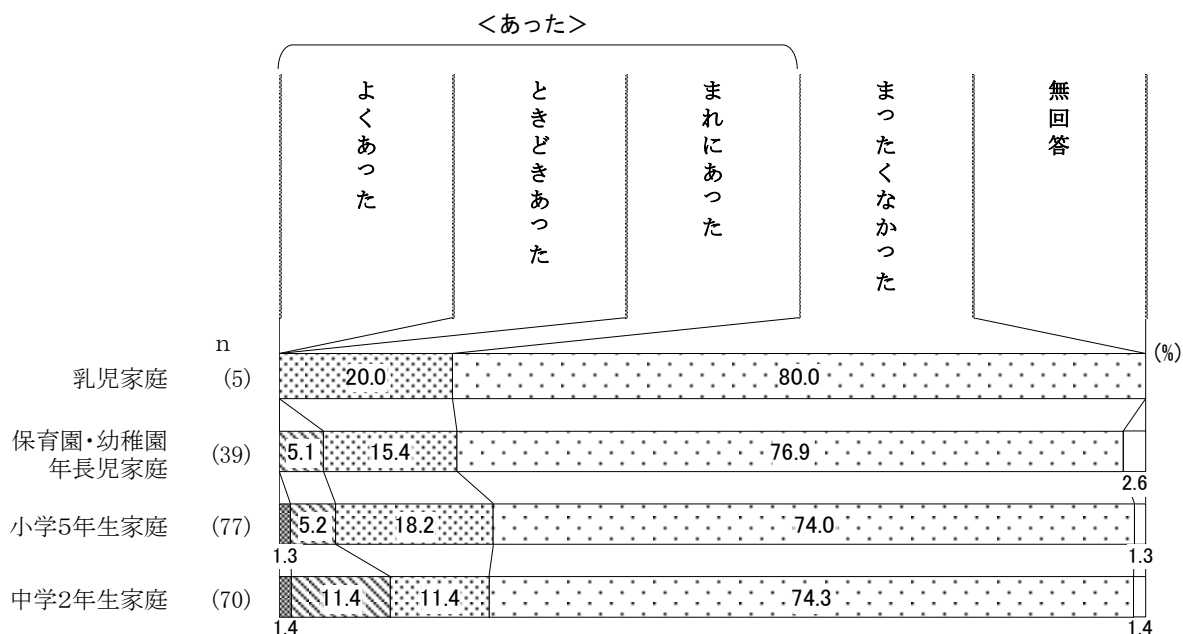 ＜あった＞
よくあった
ときどきあった
まれにあった
まったくなかった
無回答
n
(%)
乳児家庭 (5) 20.0 80.0
保育園・幼稚園
年長児家庭 (39) 5.1 15.4 76.9
2.6
小学5年生家庭 (77) 5.2 18.2 74.0
1.3 1.3
中学2年生家庭 (70) 11.4 11.4 74.3
1.4 1.4